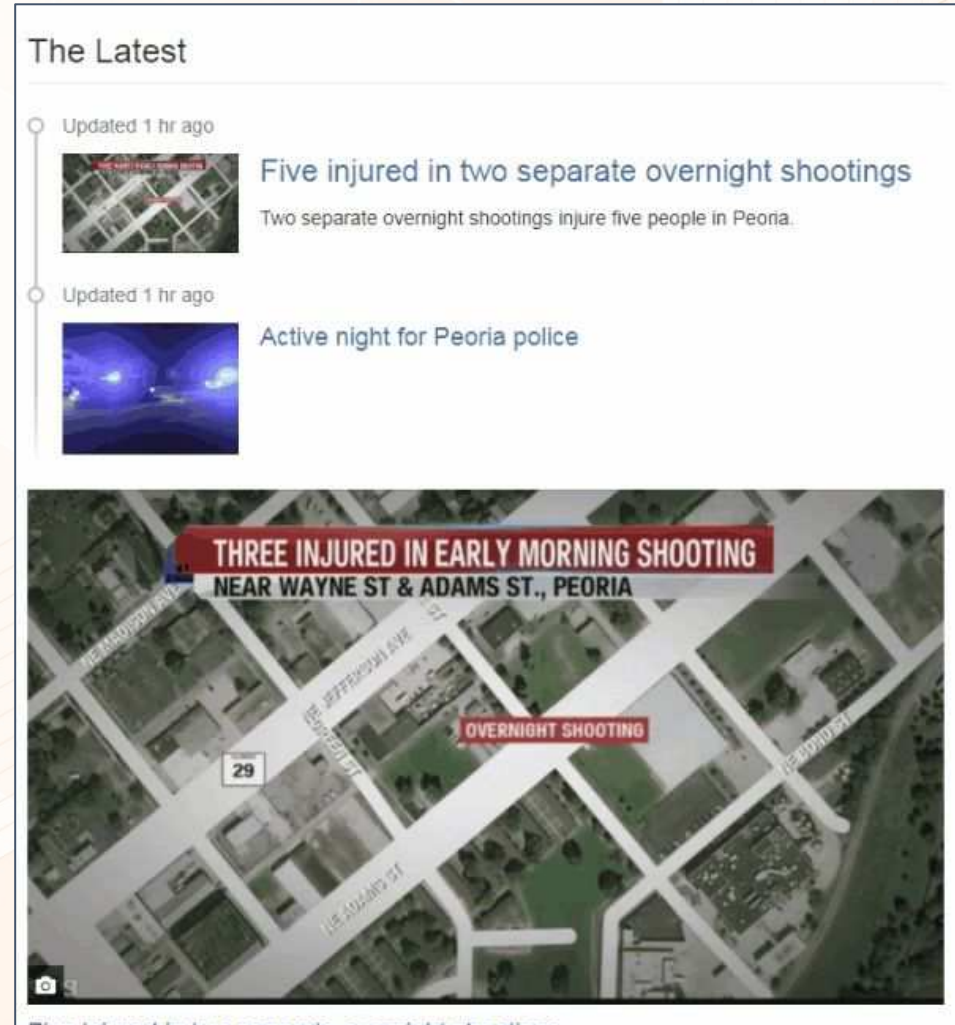 The Latest
Updated 1 hr ago
Five injured in two separate overnight shootings
Two separate overnight shootings injure five people in Peoria.
Updated 1 hr ago
Active night for Peoria police
THREE INJURED IN EARLY MORNING SHOOTING
NEAR WAYNE ST & ADAMS ST., PEORIA
NE MADISON AVE
ST
NE JEFFERSON AVE
OVERNIGHT SHOOTING
29
NE ADAMS ST